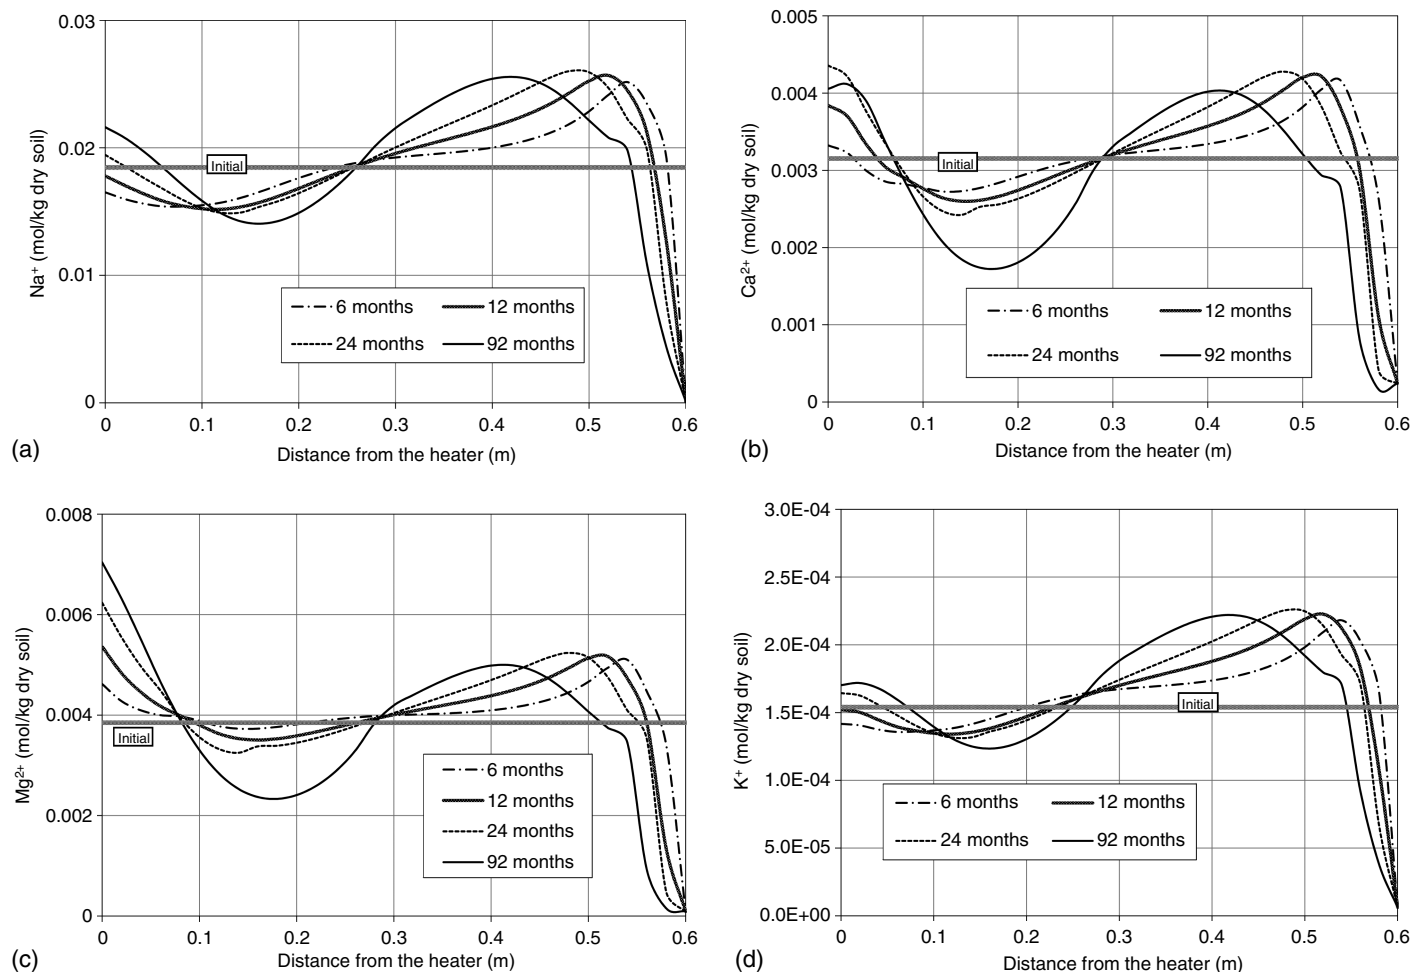 0.03
0.02
0.01
0
Na⁺ (mol/kg dry soil)
Initial
6 months
12 months
24 months
92 months
0 0.1 0.2 0.3 0.4 0.5 0.6
Distance from the heater (m)
(a)
0.005
0.004
0.003
0.002
0.001
0
Ca²⁺ (mol/kg dry soil)
Initial
6 months
12 months
24 months
92 months
0 0.1 0.2 0.3 0.4 0.5 0.6
Distance from the heater (m)
(b)
0.008
0.006
0.004
0.002
0
Mg²⁺ (mol/kg dry soil)
Initial
6 months
12 months
24 months
92 months
0 0.1 0.2 0.3 0.4 0.5 0.6
Distance from the heater (m)
(c)
3.0E-04
2.5E-04
2.0E-04
1.5E-04
1.0E-04
5.0E-05
0.0E+00
K⁺ (mol/kg dry soil)
Initial
6 months
12 months
24 months
92 months
0 0.1 0.2 0.3 0.4 0.5 0.6
Distance from the heater (m)
(d)